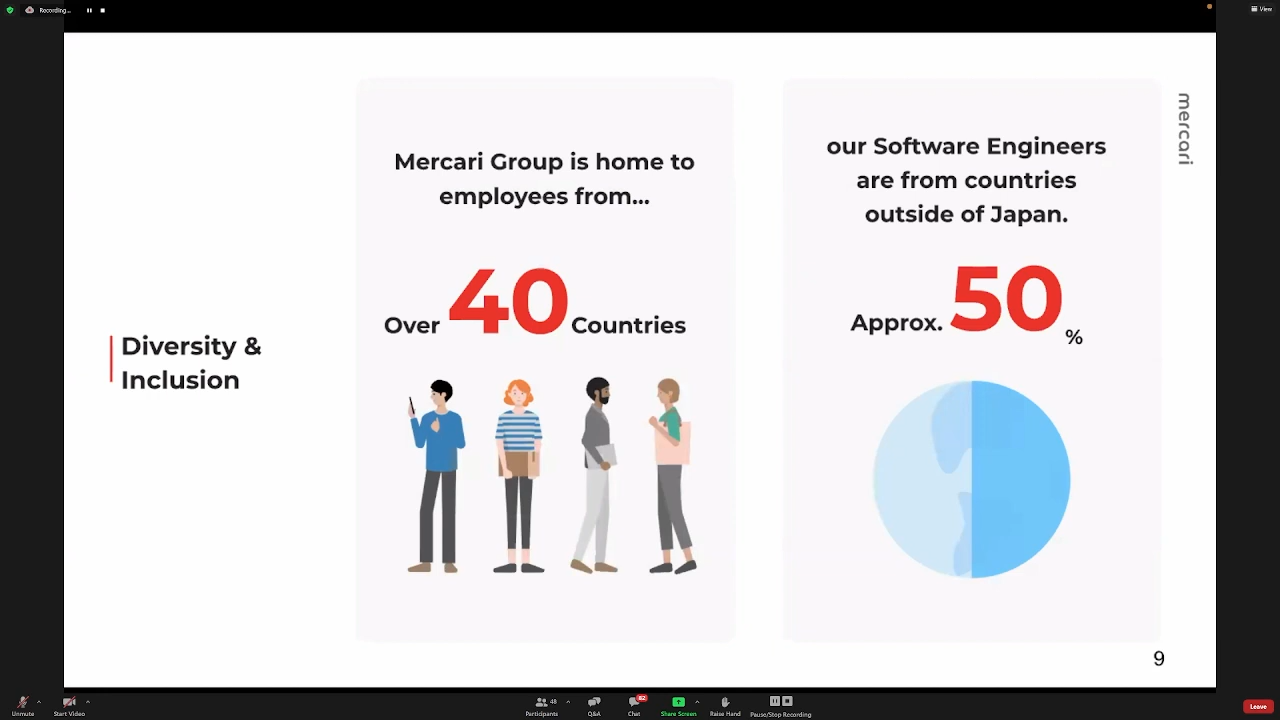 Recording...
View
mercari
Diversity &
Inclusion
Mercari Group is home to
employees from...
Over 40 Countries
our Software Engineers
are from countries
outside of Japan.
Approx. 50 %
9
Unmute
Start Video
Participants
48
Q&A
Chat
Share Screen
Raise Hand
Pause/Stop Recording
Leave